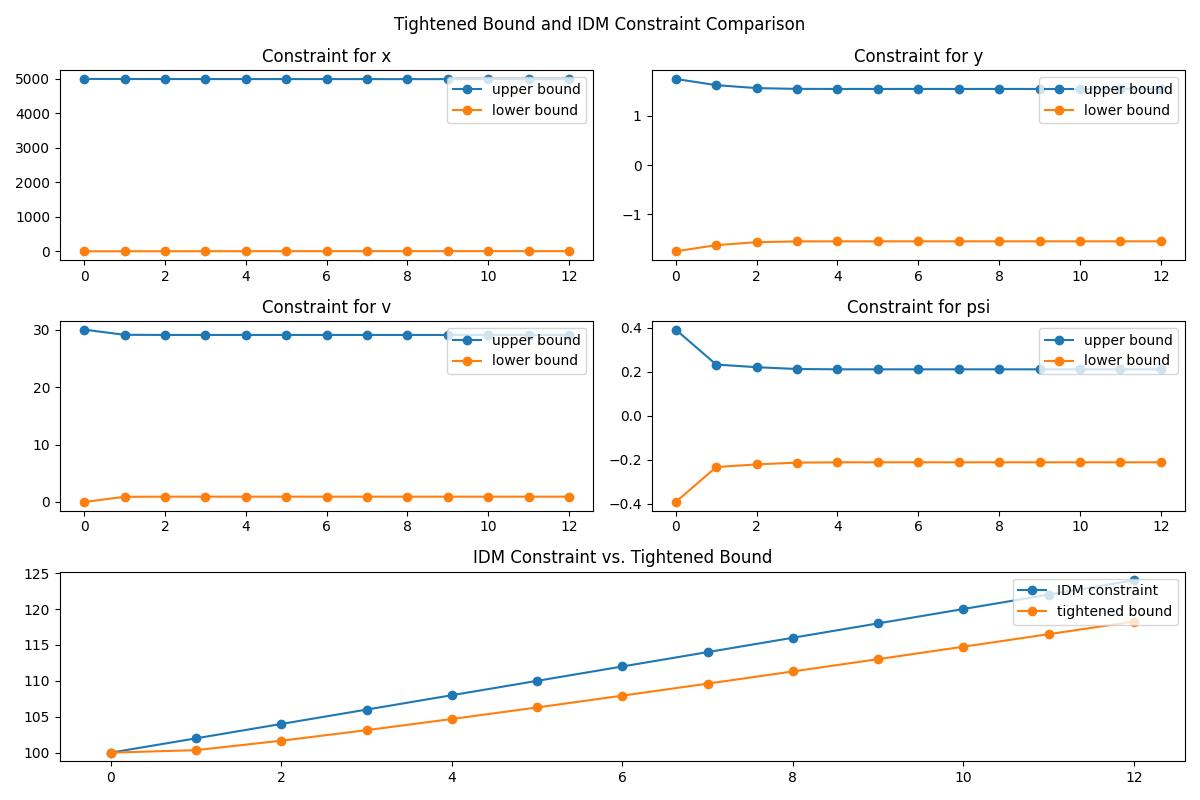 Tightened Bound and IDM Constraint Comparison
Constraint for x
5000
4000
3000
2000
1000
0
upper bound
lower bound
0 2 4 6 8 10 12
Constraint for y
1
0
−1
upper bound
lower bound
0 2 4 6 8 10 12
Constraint for v
30
20
10
0
upper bound
lower bound
0 2 4 6 8 10 12
Constraint for psi
0.4
0.2
0.0
−0.2
−0.4
upper bound
lower bound
0 2 4 6 8 10 12
IDM Constraint vs. Tightened Bound
125
120
115
110
105
100
IDM constraint
tightened bound
0 2 4 6 8 10 12